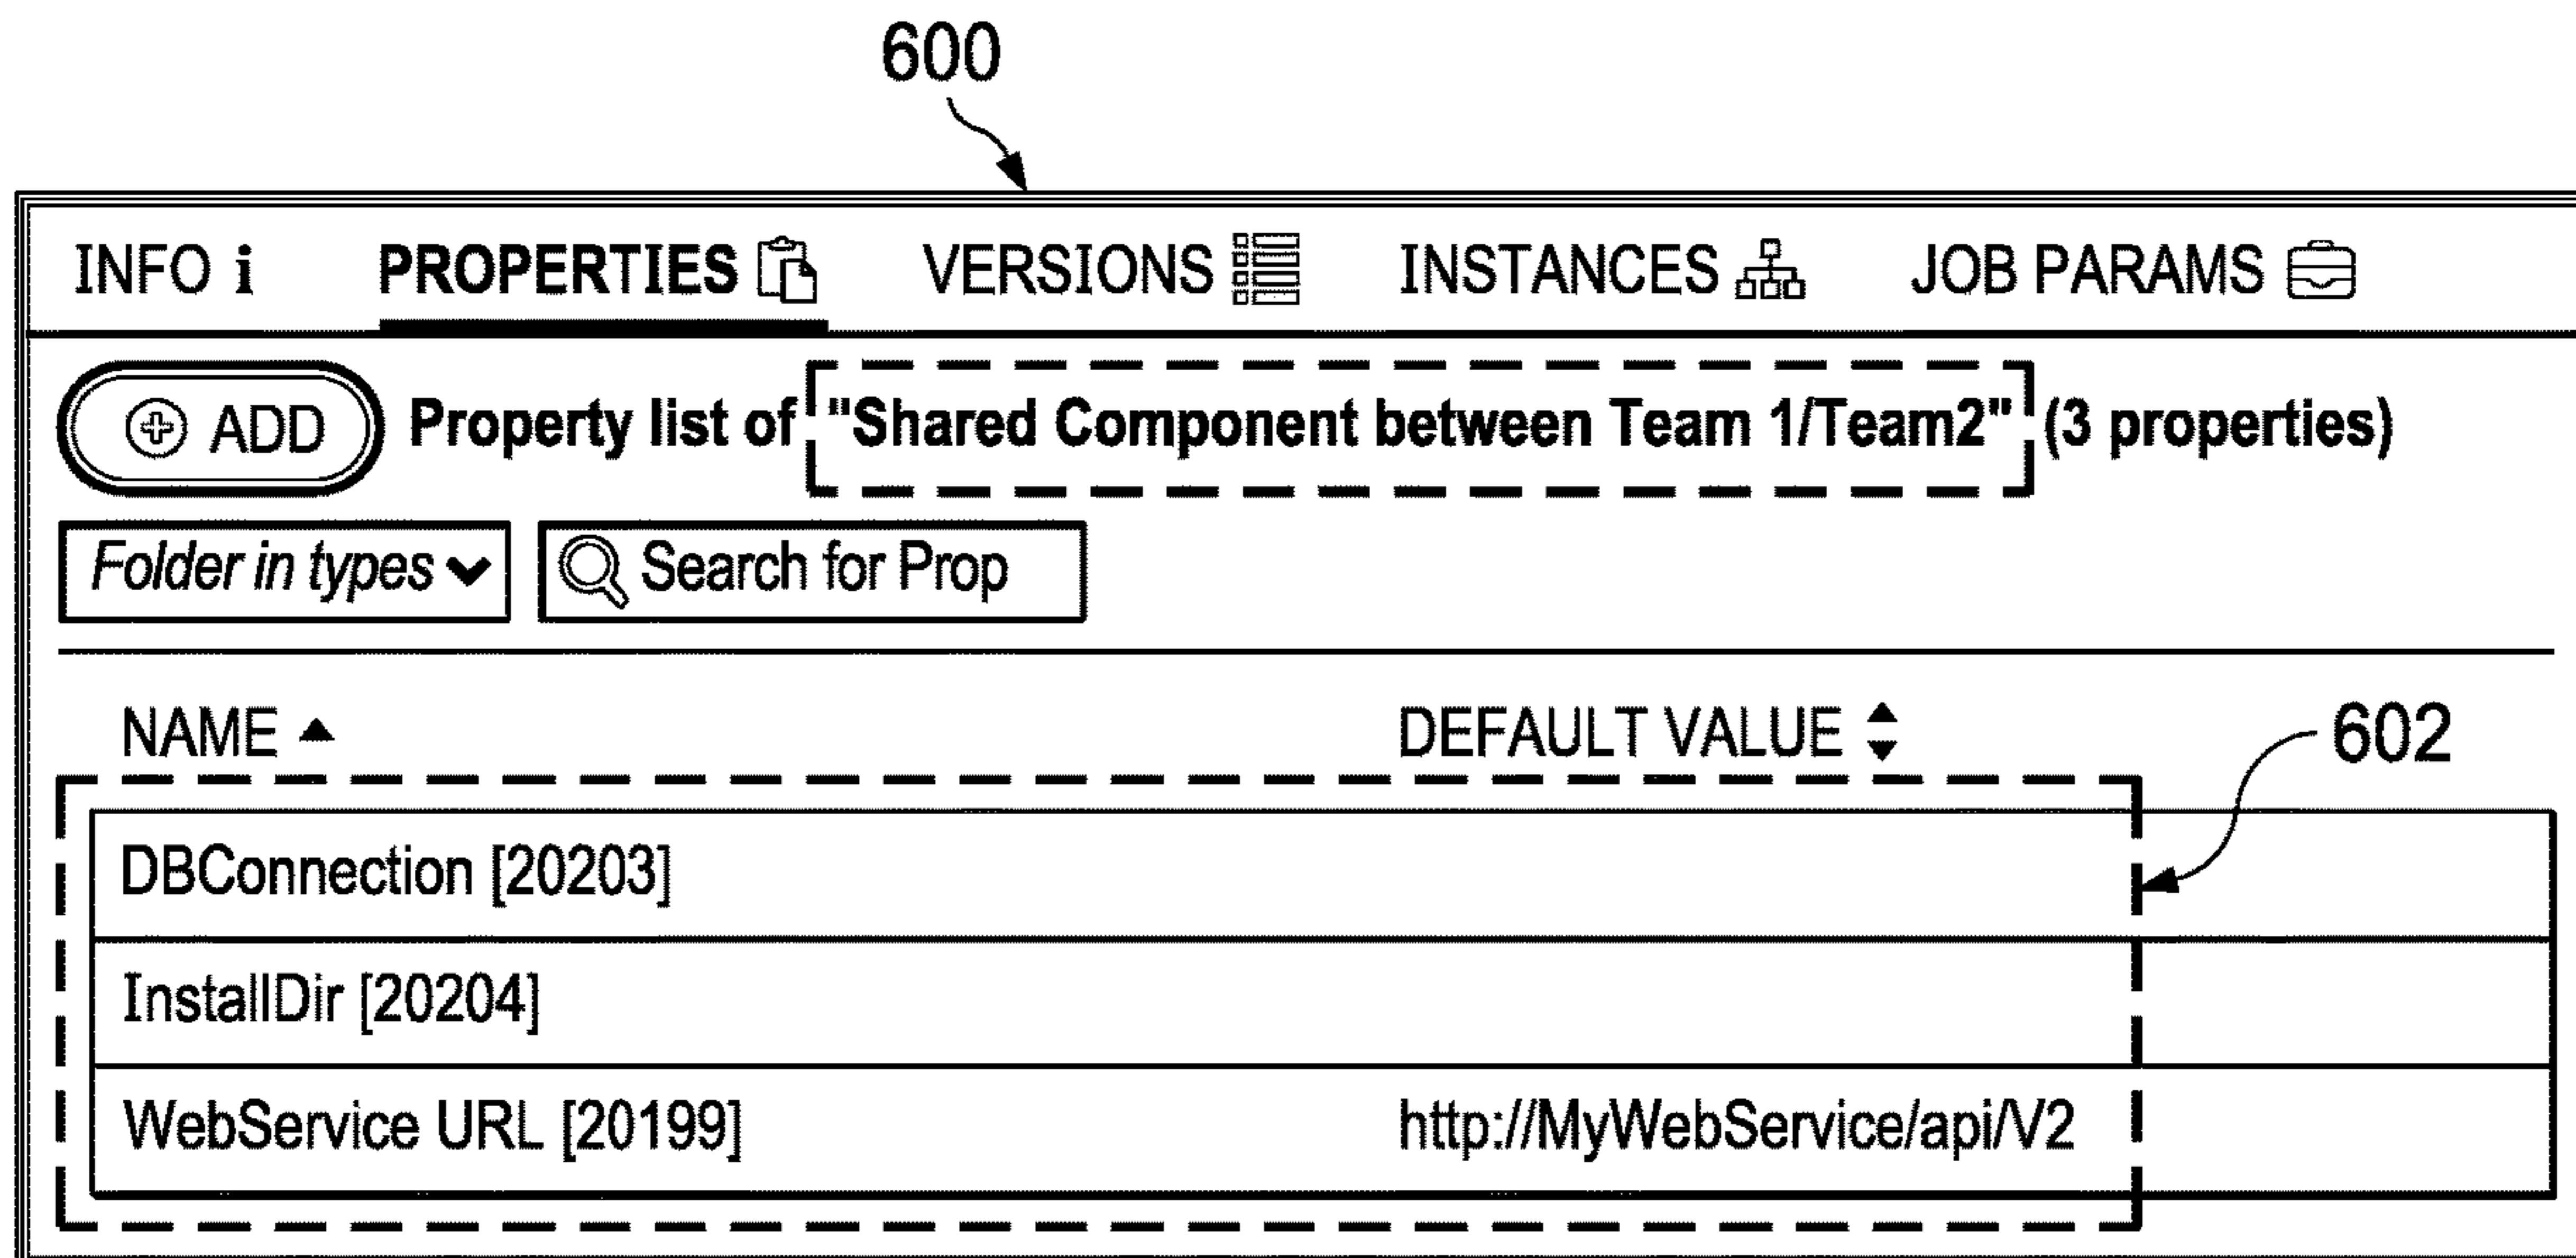 600
INFO i PROPERTIES VERSIONS INSTANCES JOB PARAMS
ADD Property list of "Shared Component between Team 1/Team2" (3 properties)
Folder in types Search for Prop
NAME DEFAULT VALUE 602
DBConnection [20203]
InstallDir [20204]
WebService URL [20199] http://MyWebService/api/V2